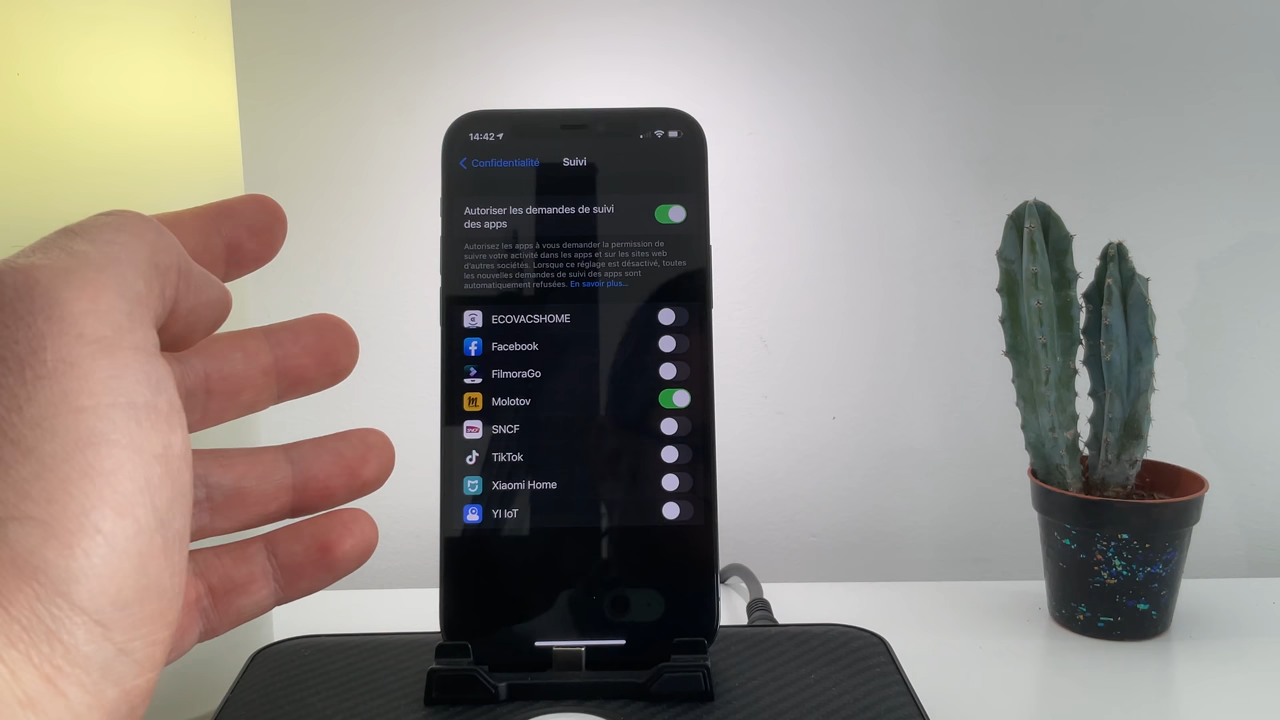 14:42
Confidentialité
Suivi
Autoriser les demandes de suivi
des apps
Autorisez les apps à vous demander la permission de
suivre votre activité dans les apps et sur les sites web
d'autres sociétés. Lorsque ce réglage est désactivé, toutes
les nouvelles demandes de suivi des apps sont
automatiquement refusées. En savoir plus...
ECOVACSHOME
Facebook
FilmoraGo
Molotov
SNCF
TikTok
Xiaomi Home
YI IoT